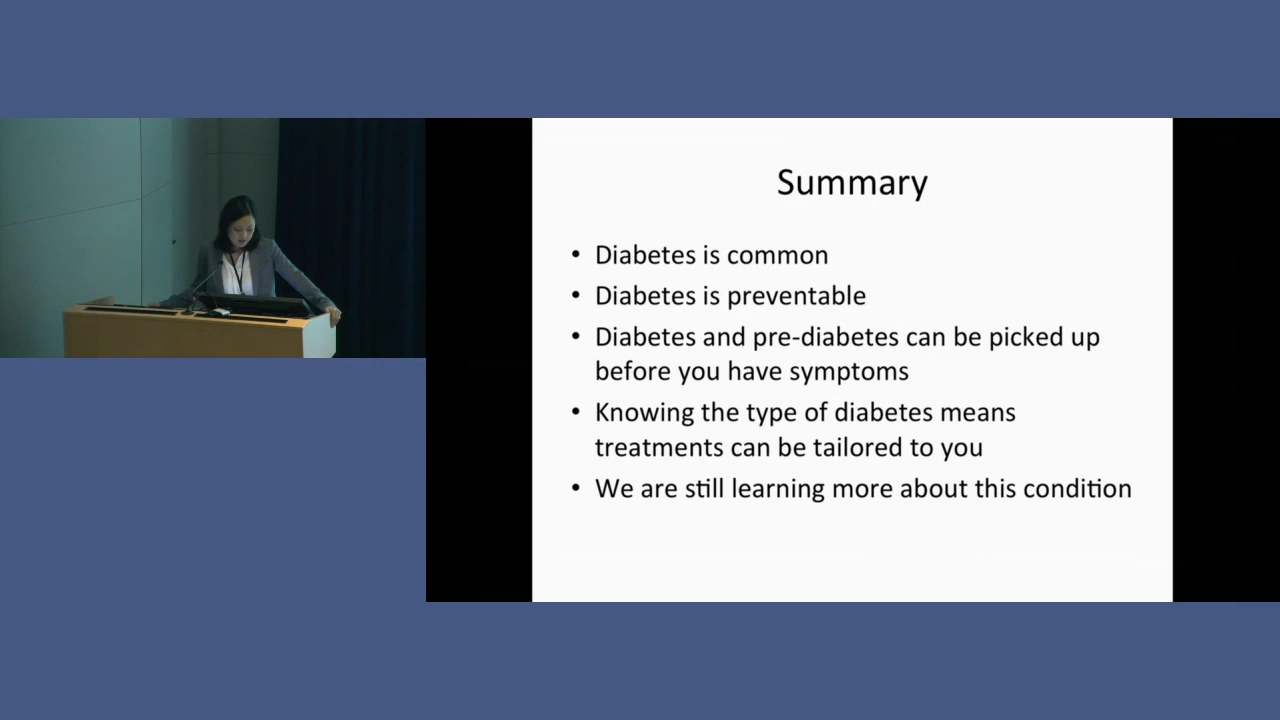 Summary
• Diabetes is common
• Diabetes is preventable
• Diabetes and pre-diabetes can be picked up
before you have symptoms
• Knowing the type of diabetes means
treatments can be tailored to you
• We are still learning more about this condition